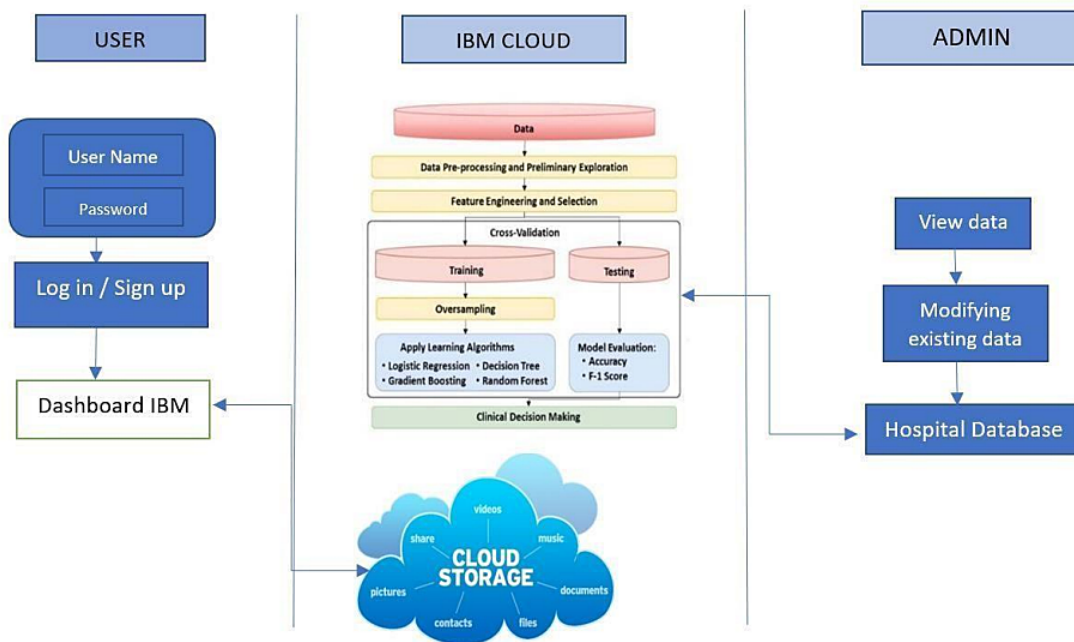 USER
IBM CLOUD
ADMIN
User Name
Password
Log in / Sign up
Dashboard IBM
Data
Data Pre-processing and Preliminary Exploration
Feature Engineering and Selection
Cross-Validation
Training
Testing
Oversampling
Apply Learning Algorithms
• Logistic Regression • Decision Tree
• Gradient Boosting • Random Forest
Model Evaluation:
• Accuracy
• F-1 Score
Clinical Decision Making
videos
share
music
CLOUD
STORAGE
pictures
documents
contacts
files
View data
Modifying
existing data
Hospital Database